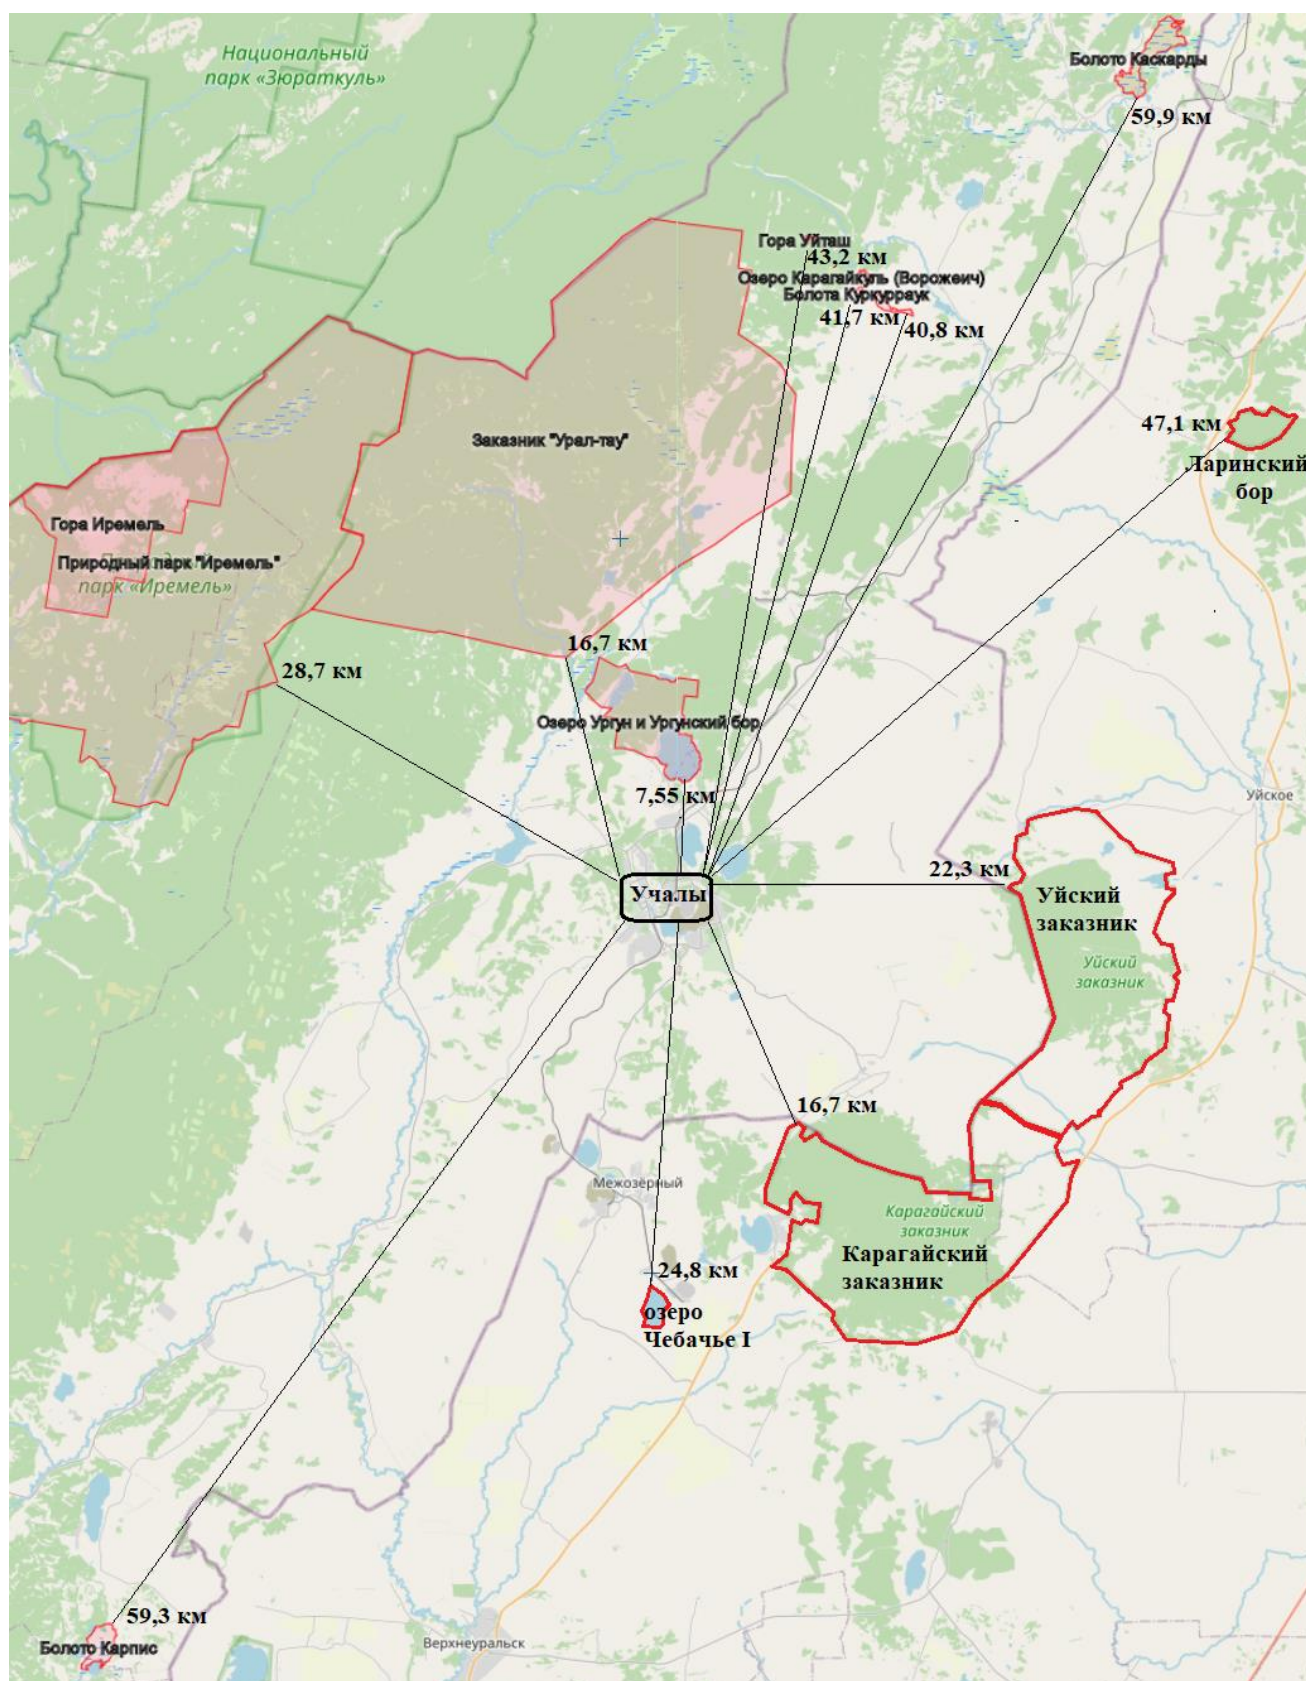 Национальный
парк «Зюраткуль»
Болото Каскарды
59,9 км
Гора Уйташ
43,2 км
Озеро Карагайкуль (Ворожеич)
Болота Куркурраук
41,7 км
40,8 км
47,1 км
Ларинский
бор
Заказник "Урал-тау"
Гора Иремель
Природный парк "Иремель"
парк «Иремель»
16,7 км
28,7 км
Озеро Ургун и Ургунский бор
7,55 км
Уйское
22,3 км
Учалы
Уйский
заказник
Уйский
заказник
16,7 км
Межозёрный
Карагайский
заказник
Карагайский
заказник
24,8 км
озеро
Чебачье I
59,3 км
Болото Карпис
Верхнеуральск